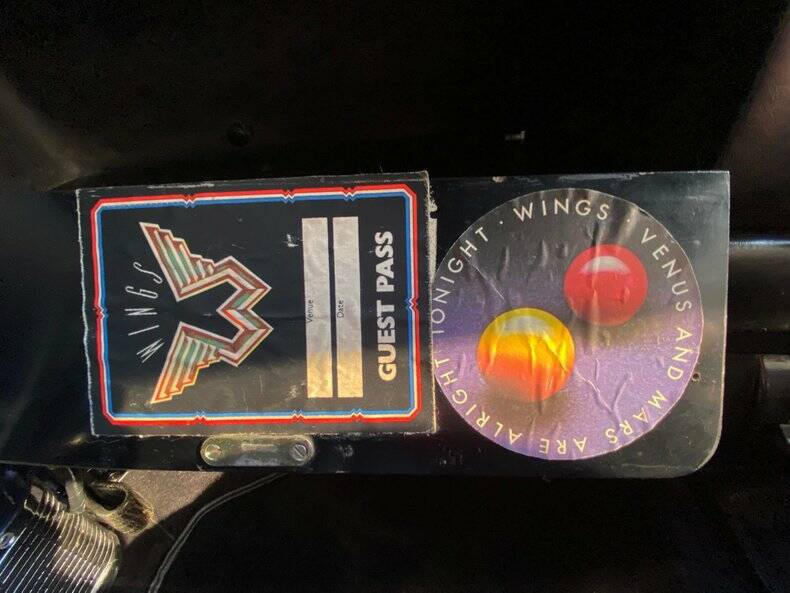 WINGS
Venue
Date
GUEST PASS
WINGS · VENUS AND MARS ARE ALRIGHT TONIGHT ·